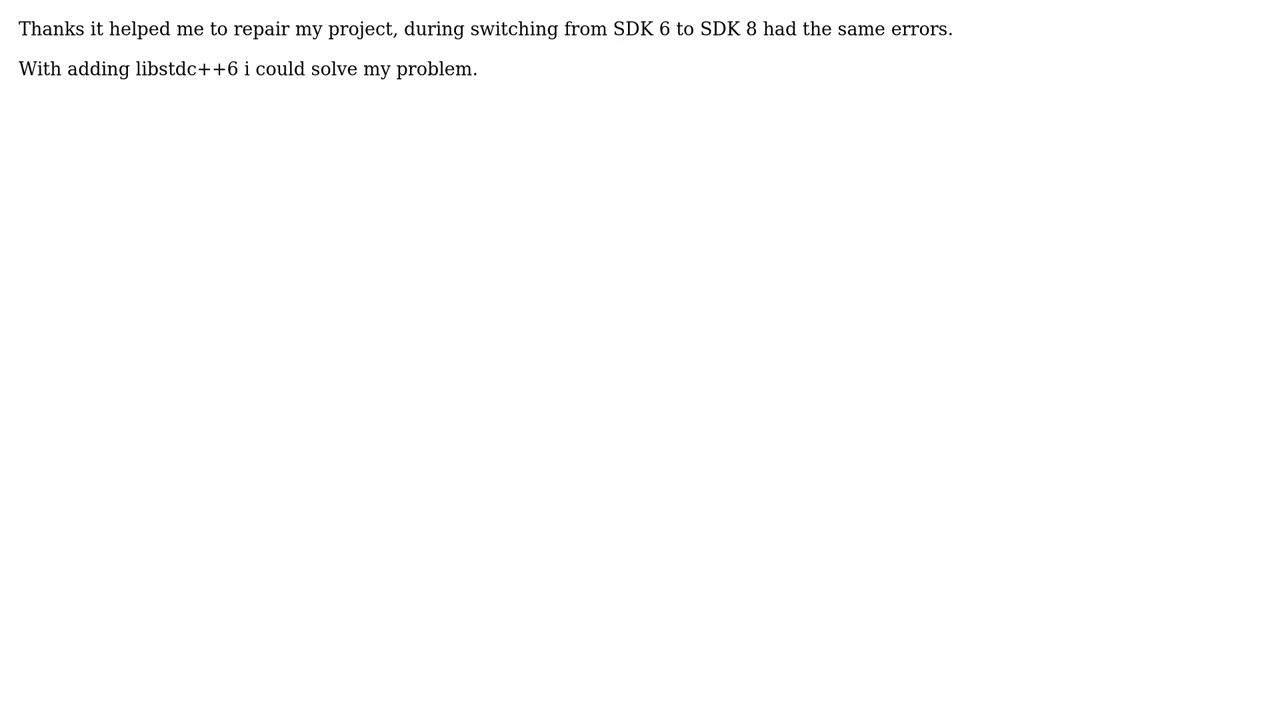 Thanks it helped me to repair my project, during switching from SDK 6 to SDK 8 had the same errors.
With adding libstdc++6 i could solve my problem.